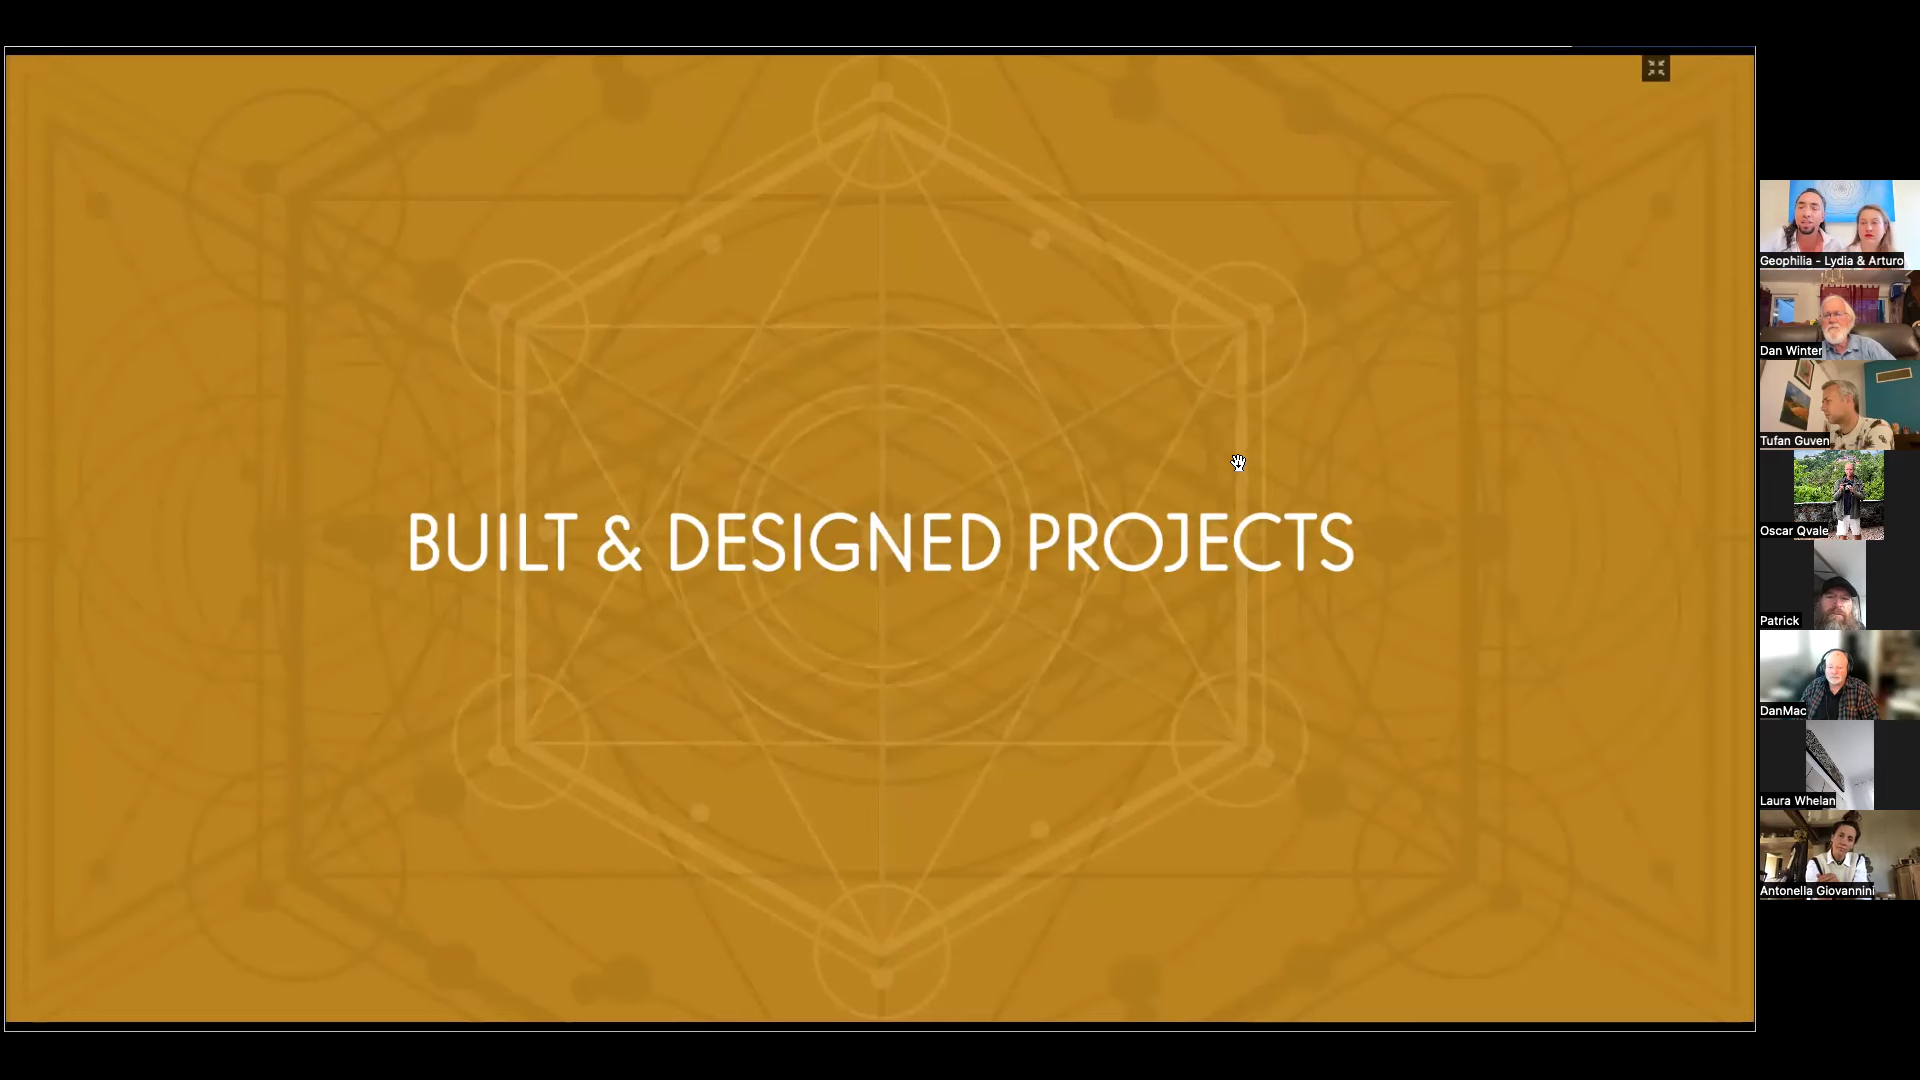 BUILT & DESIGNED PROJECTS
Geophilia - Lydia & Arturo
Dan Winter
Tufan Guven
Oscar Qvale
Patrick
DanMac
Laura Whelan
Antonella Giovannini